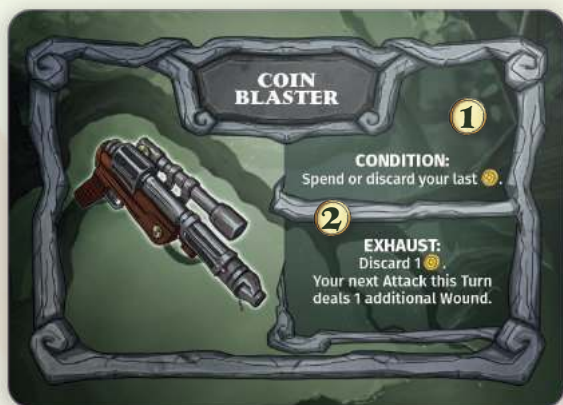 COIN
BLASTER
1
CONDITION:
Spend or discard your last .
2
EXHAUST:
Discard 1 .
Your next Attack this Turn
deals 1 additional Wound.